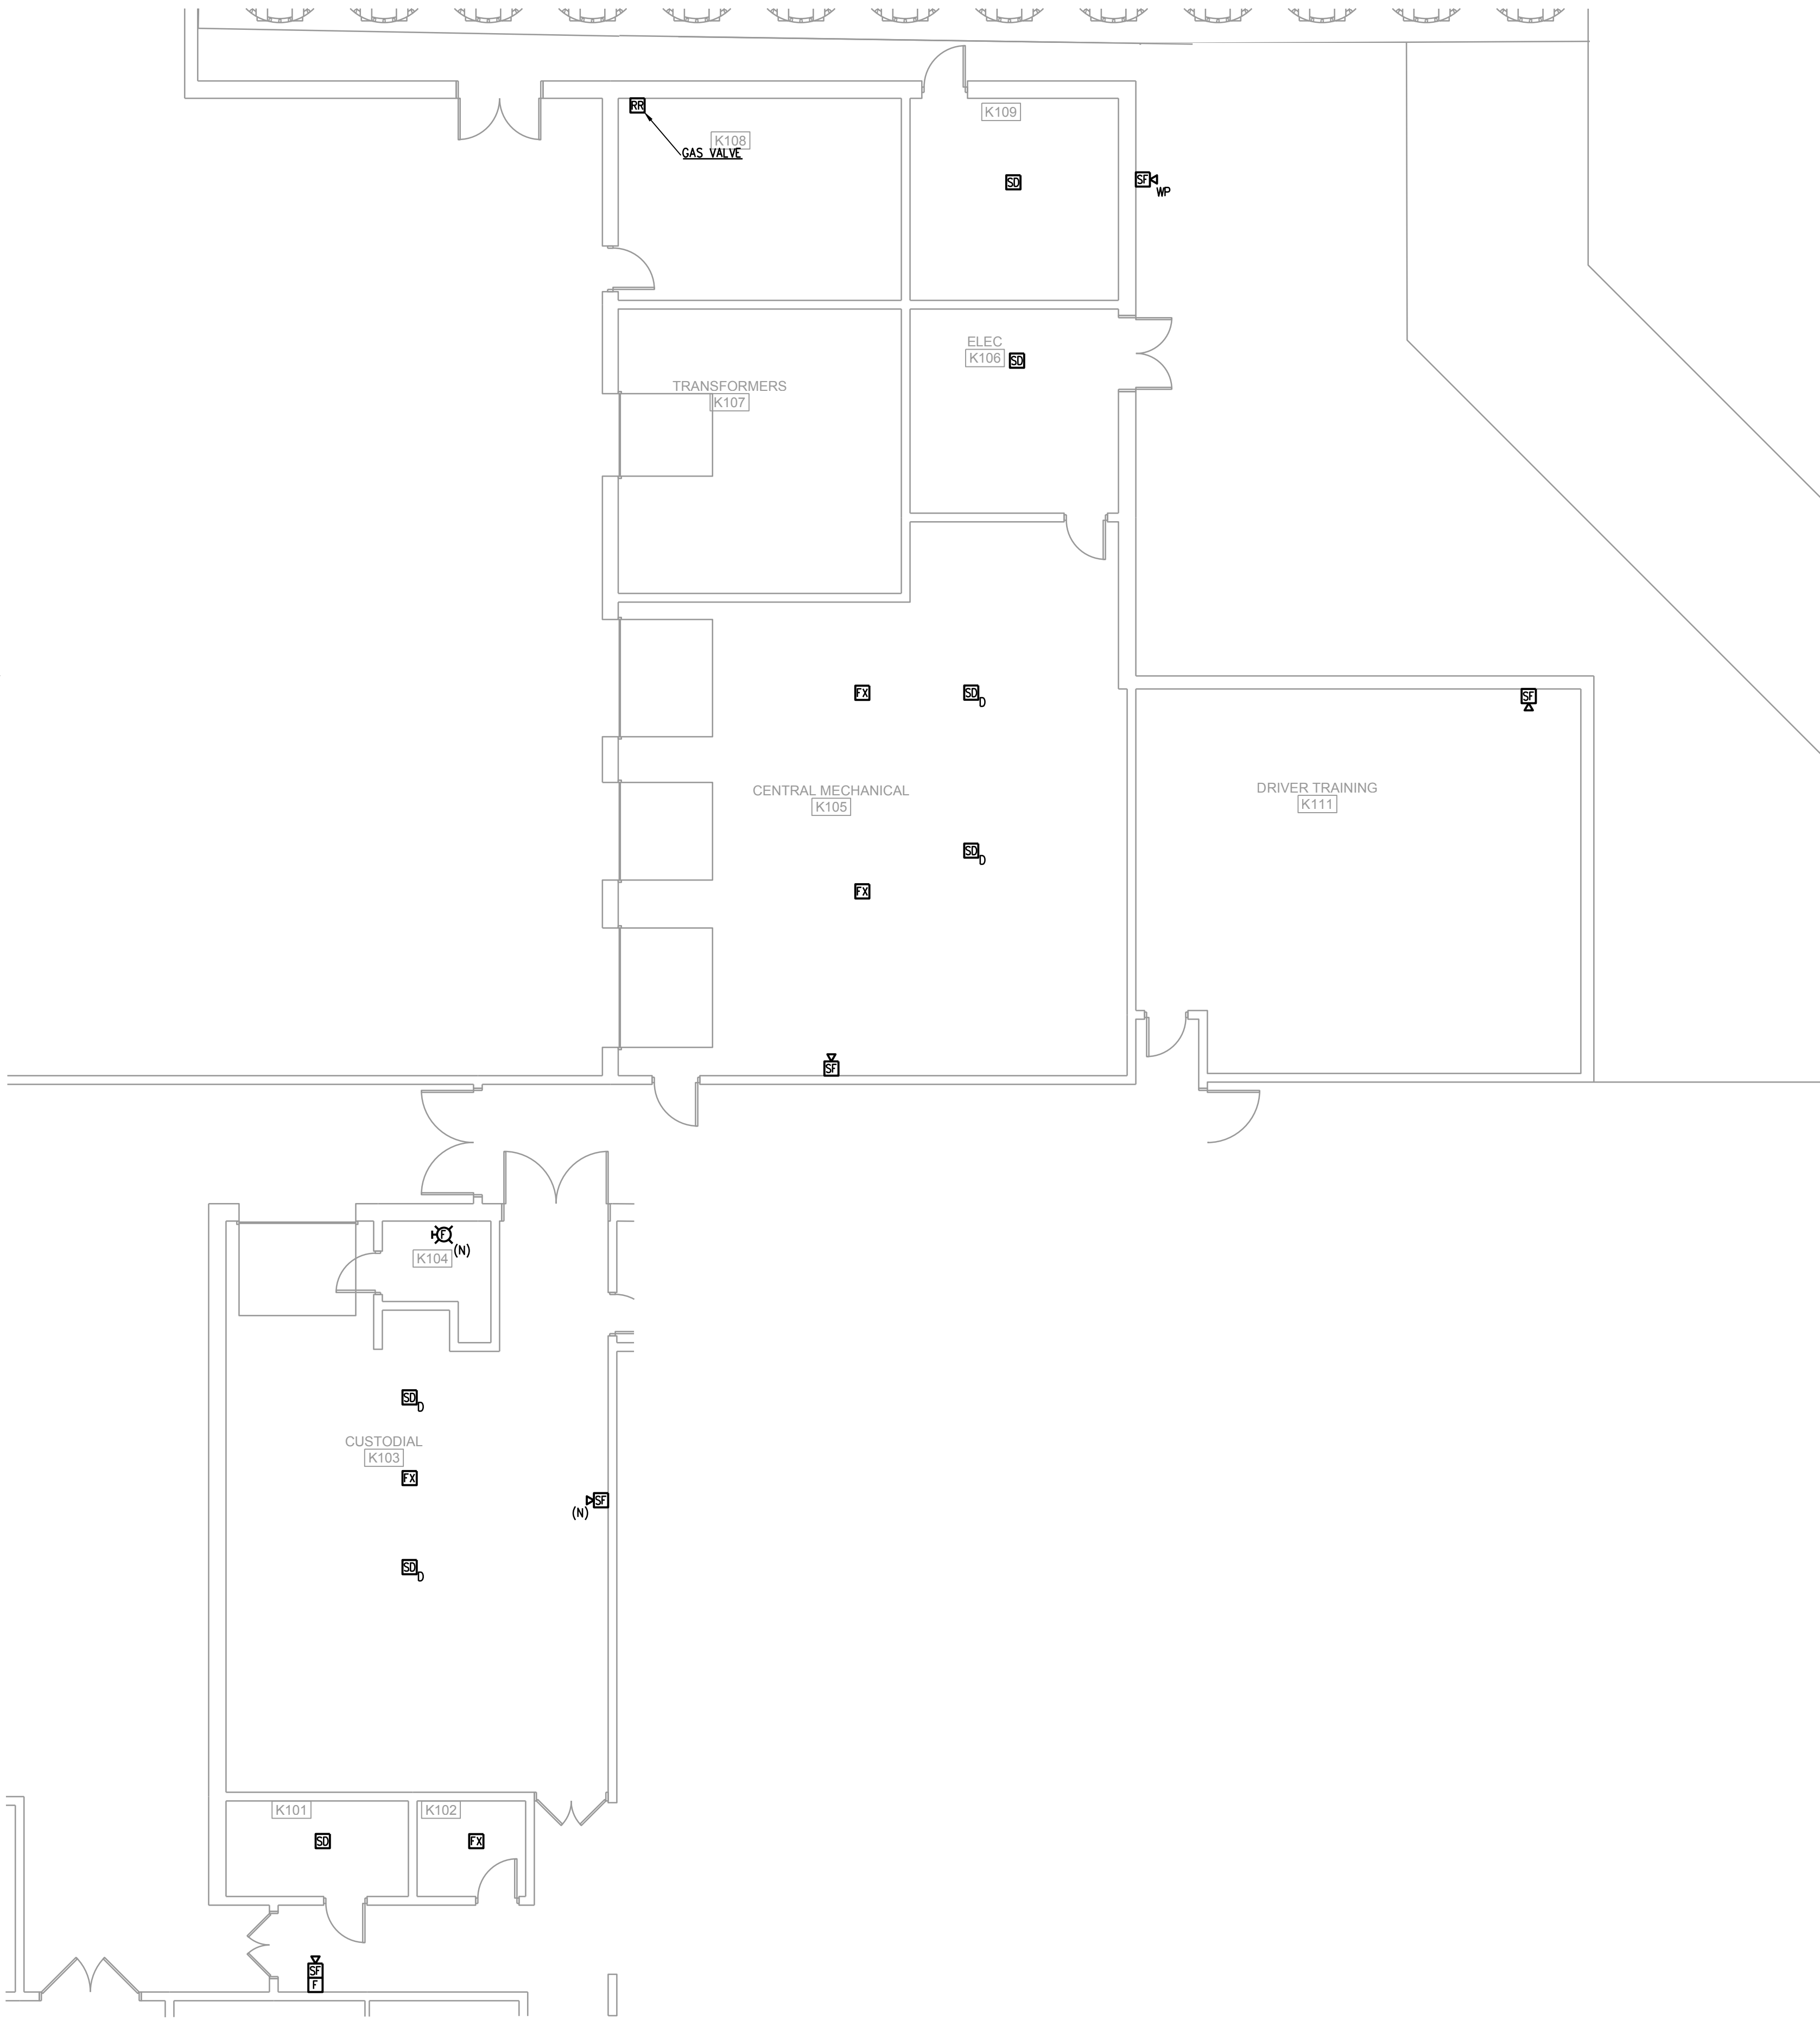 RR
K109
K108
GAS VALVE
SD
SF
WP
ELEC
K106
SD
TRANSFORMERS
K107
FX
SD
D
SF
CENTRAL MECHANICAL
K105
DRIVER TRAINING
K111
SD
D
FX
SF
F
(N)
K104
SD
D
CUSTODIAL
K103
FX
SF
(N)
SD
D
K101
K102
SD
FX
SF
F